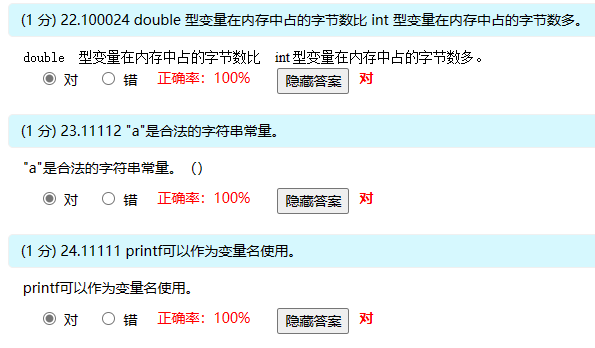 (1 分) 22.100024 double 型变量在内存中占的字节数比 int 型变量在内存中占的字节数多。
double 型变量在内存中占的字节数比 int 型变量在内存中占的字节数多。
对 错 正确率：100% 隐藏答案 对
(1 分) 23.11112 "a"是合法的字符串常量。
"a"是合法的字符串常量。（）
对 错 正确率：100% 隐藏答案 对
(1 分) 24.11111 printf可以作为变量名使用。
printf可以作为变量名使用。
对 错 正确率：100% 隐藏答案 对